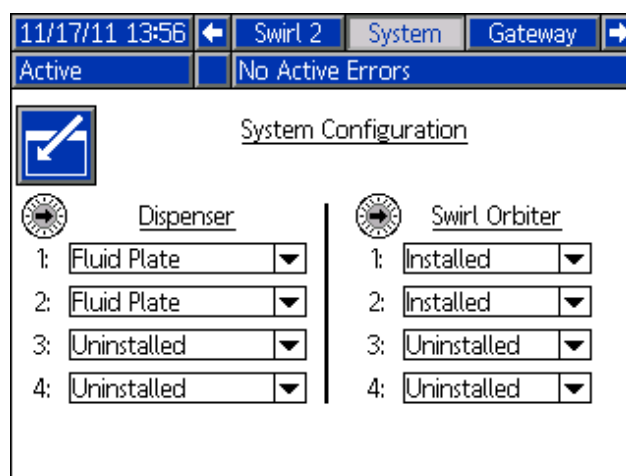 11/17/11 13:56 Swirl 2 System Gateway
Active No Active Errors
System Configuration
Dispenser Swirl Orbiter
1: Fluid Plate 1: Installed
2: Fluid Plate 2: Installed
3: Uninstalled 3: Uninstalled
4: Uninstalled 4: Uninstalled